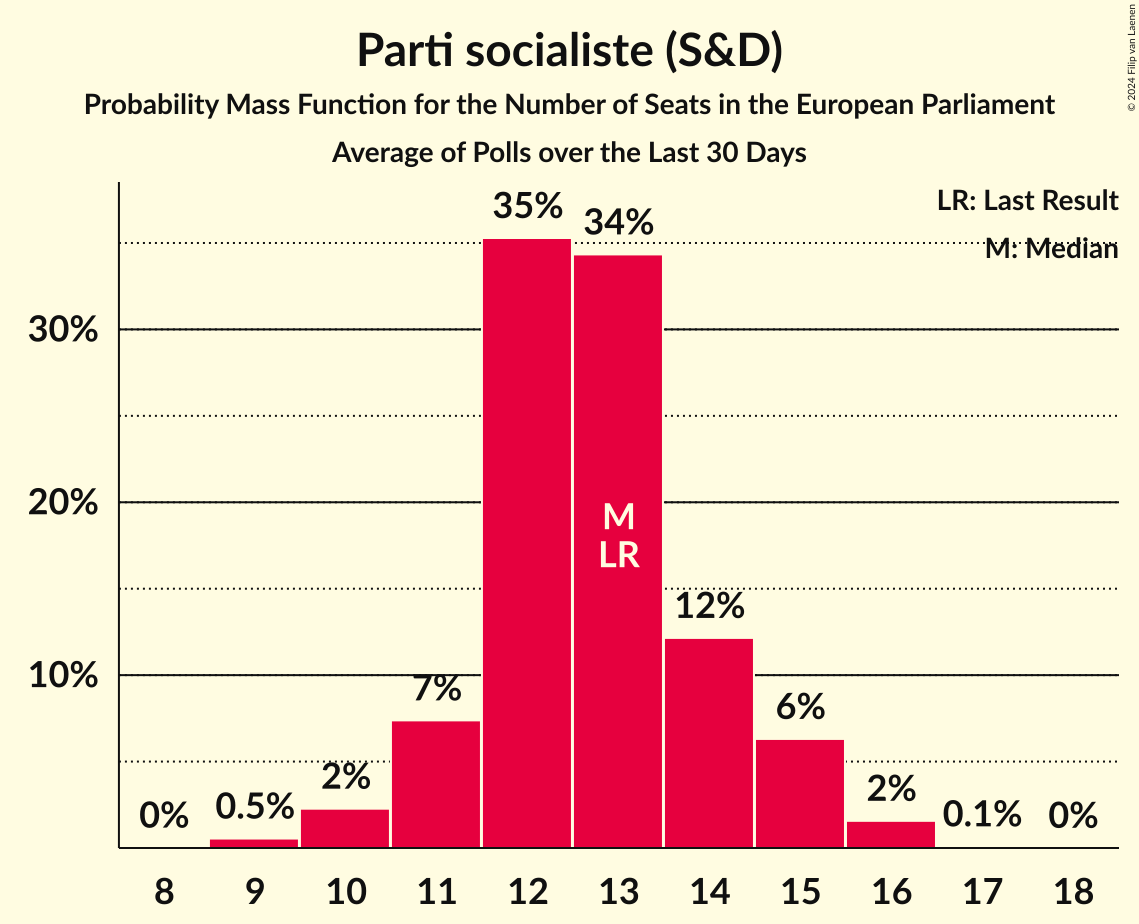 Parti socialiste (S&D)
Probability Mass Function for the Number of Seats in the European Parliament
Average of Polls over the Last 30 Days
© 2024 Filip van Laenen
LR: Last Result
M: Median
35%
34%
30%
20%
M
LR
12%
10%
7%
6%
2%
2%
0%
0.5%
0.1%
0%
8 9 10 11 12 13 14 15 16 17 18